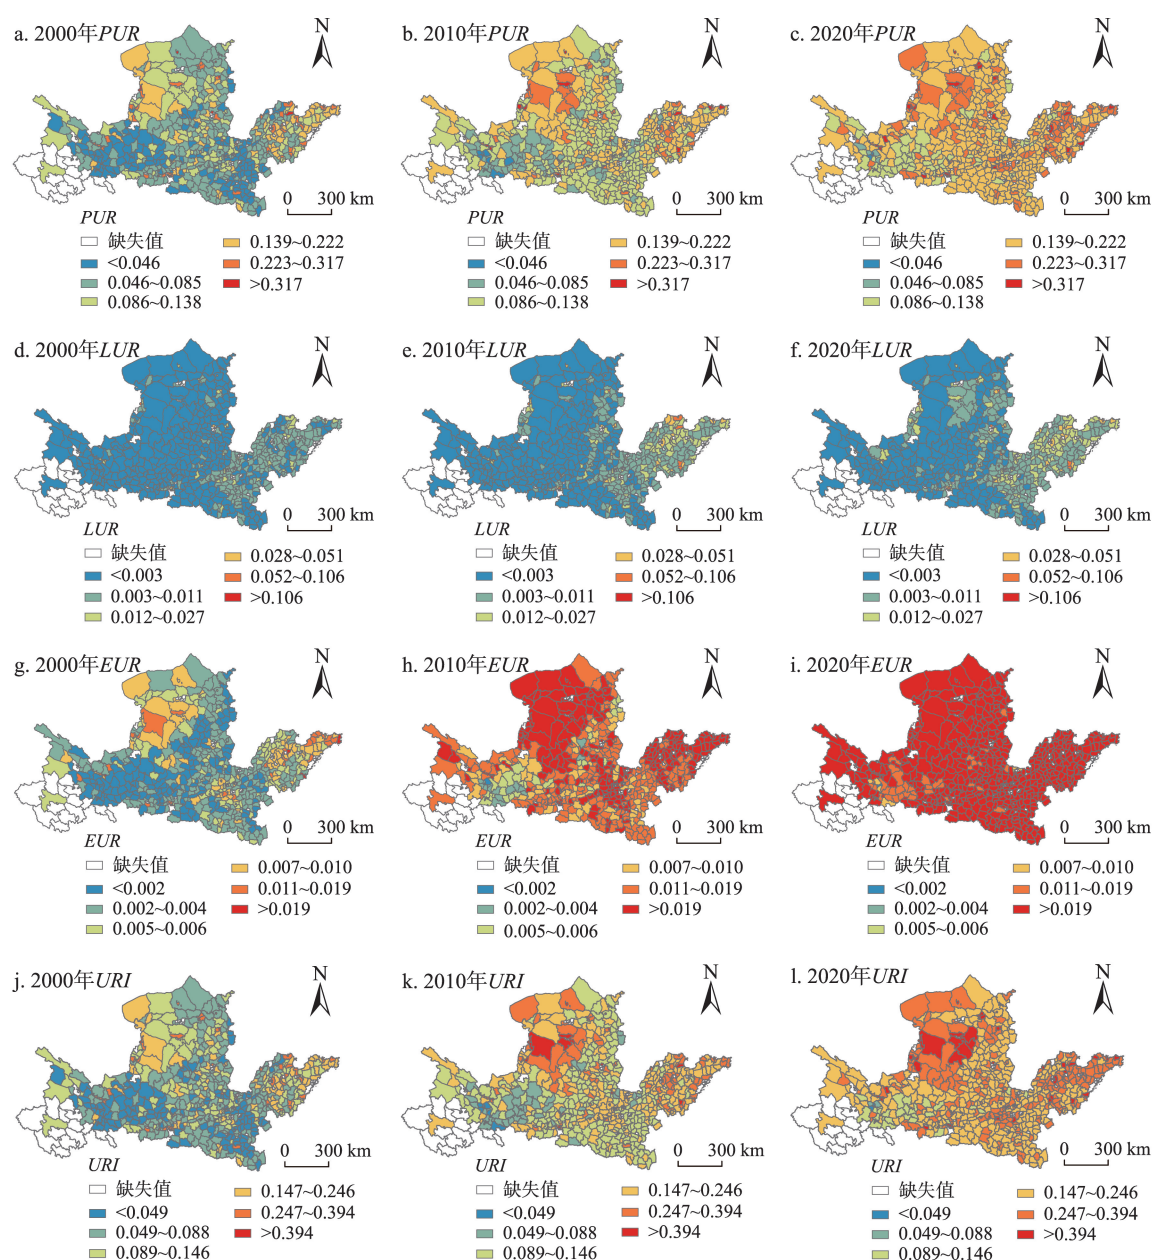 a. 2000年PUR
N
0 300 km
PUR
缺失值
<0.046
0.046~0.085
0.086~0.138
0.139~0.222
0.223~0.317
>0.317
b. 2010年PUR
N
0 300 km
PUR
缺失值
<0.046
0.046~0.085
0.086~0.138
0.139~0.222
0.223~0.317
>0.317
c. 2020年PUR
N
0 300 km
PUR
缺失值
<0.046
0.046~0.085
0.086~0.138
0.139~0.222
0.223~0.317
>0.317
d. 2000年LUR
N
0 300 km
LUR
缺失值
<0.003
0.003~0.011
0.012~0.027
0.028~0.051
0.052~0.106
>0.106
e. 2010年LUR
N
0 300 km
LUR
缺失值
<0.003
0.003~0.011
0.012~0.027
0.028~0.051
0.052~0.106
>0.106
f. 2020年LUR
N
0 300 km
LUR
缺失值
<0.003
0.003~0.011
0.012~0.027
0.028~0.051
0.052~0.106
>0.106
g. 2000年EUR
N
0 300 km
EUR
缺失值
<0.002
0.002~0.004
0.005~0.006
0.007~0.010
0.011~0.019
>0.019
h. 2010年EUR
N
0 300 km
EUR
缺失值
<0.002
0.002~0.004
0.005~0.006
0.007~0.010
0.011~0.019
>0.019
i. 2020年EUR
N
0 300 km
EUR
缺失值
<0.002
0.002~0.004
0.005~0.006
0.007~0.010
0.011~0.019
>0.019
j. 2000年URI
N
0 300 km
URI
缺失值
<0.049
0.049~0.088
0.089~0.146
0.147~0.246
0.247~0.394
>0.394
k. 2010年URI
N
0 300 km
URI
缺失值
<0.049
0.049~0.088
0.089~0.146
0.147~0.246
0.247~0.394
>0.394
l. 2020年URI
N
0 300 km
URI
缺失值
<0.049
0.049~0.088
0.089~0.146
0.147~0.246
0.247~0.394
>0.394